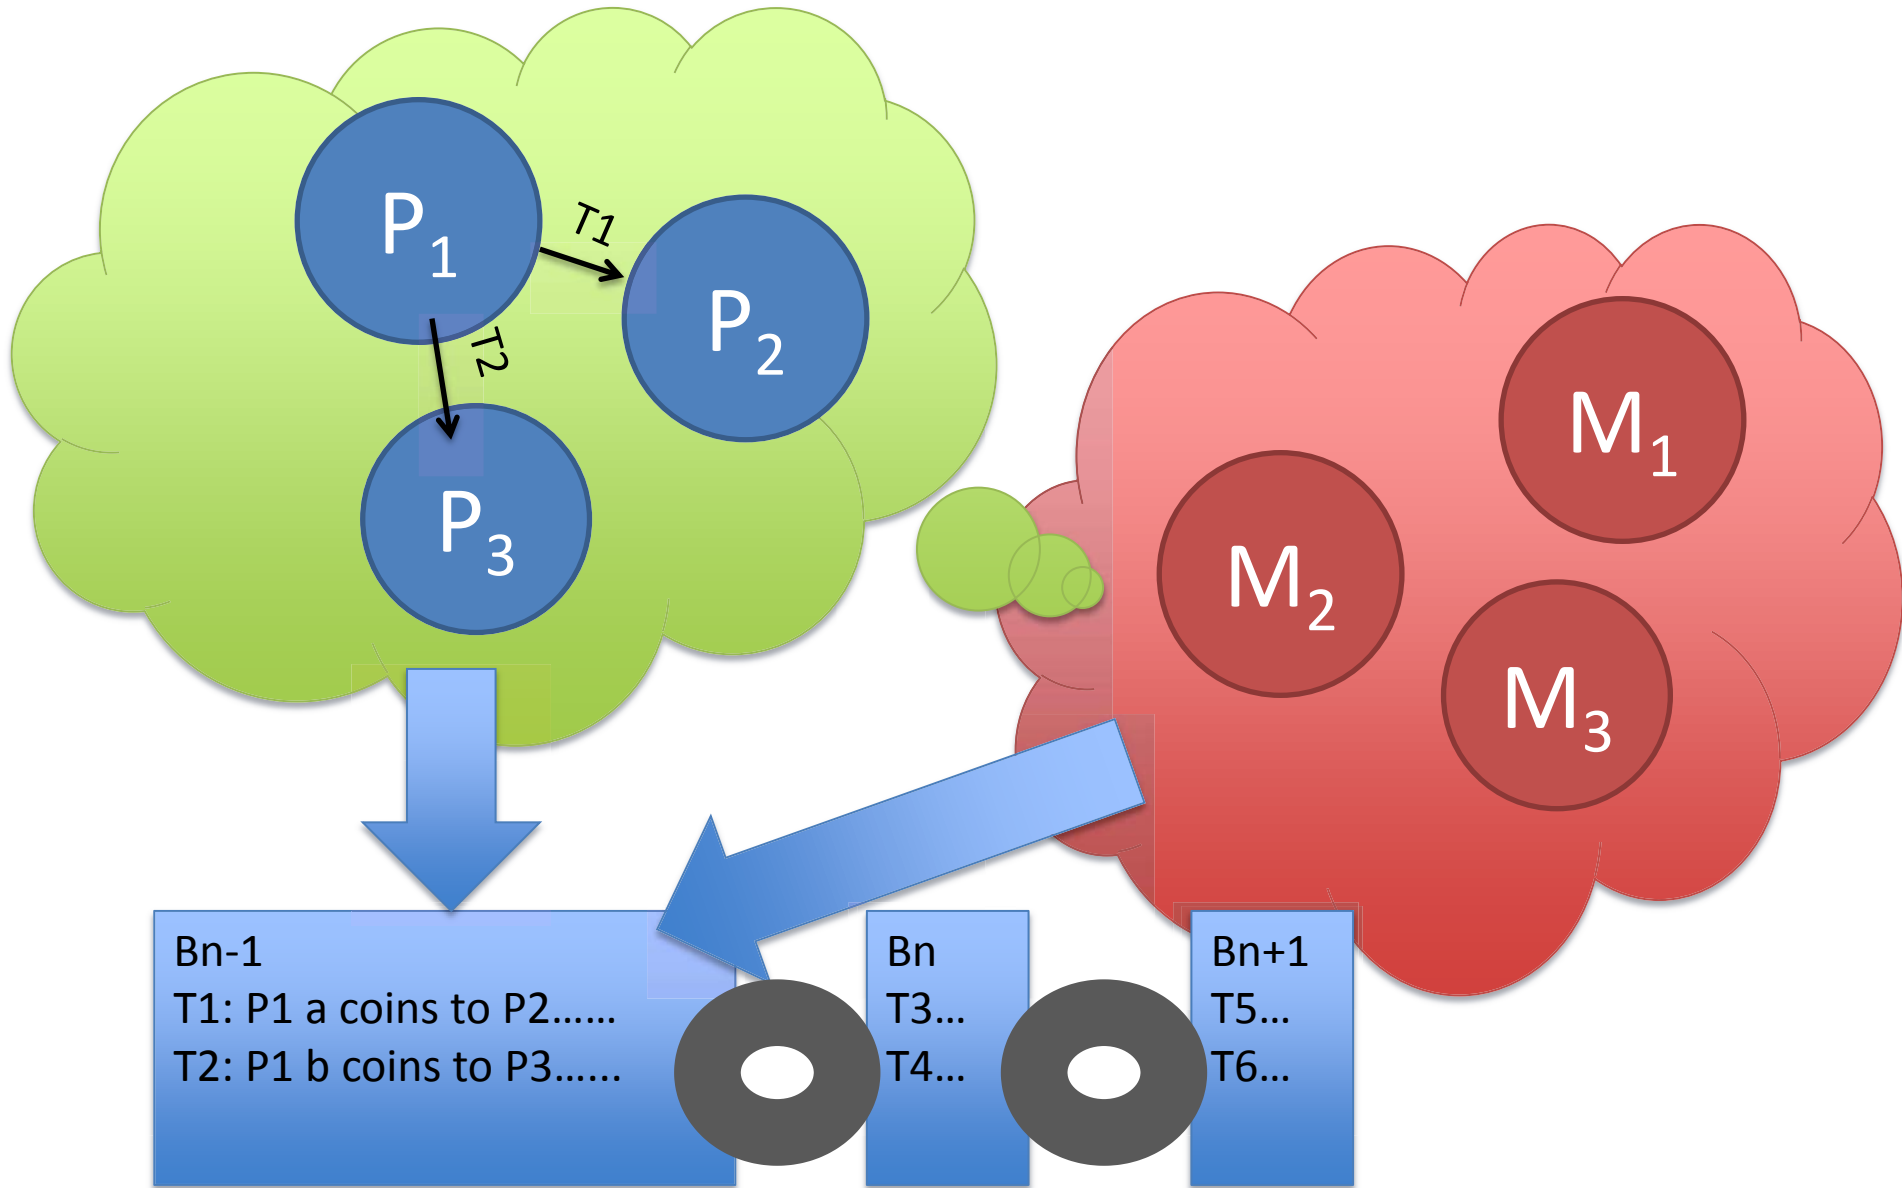 P1
T1
P2
T2
P3
M1
M2
M3
Bn-1
T1: P1 a coins to P2……
T2: P1 b coins to P3…...
Bn
T3…
T4…
Bn+1
T5…
T6…